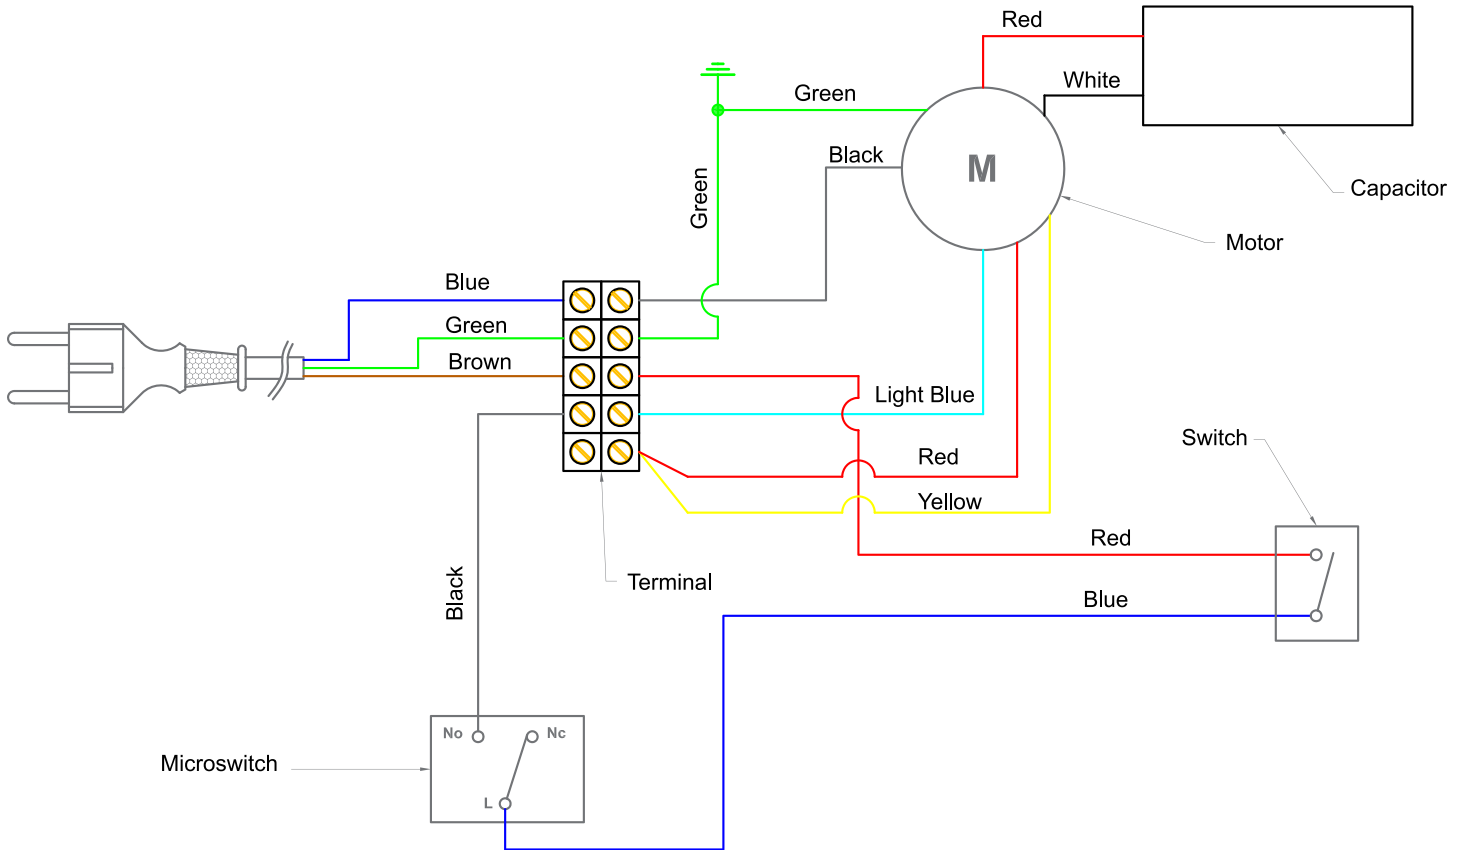 Red
White
Green
Black
M
Green
Capacitor
Motor
Blue
Green
Brown
Light Blue
Red
Switch
Yellow
Red
Terminal
Black
Blue
No
Nc
Microswitch
L